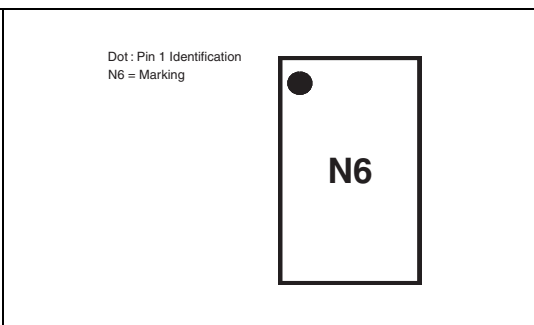 Dot : Pin 1 Identification
N6 = Marking
N6